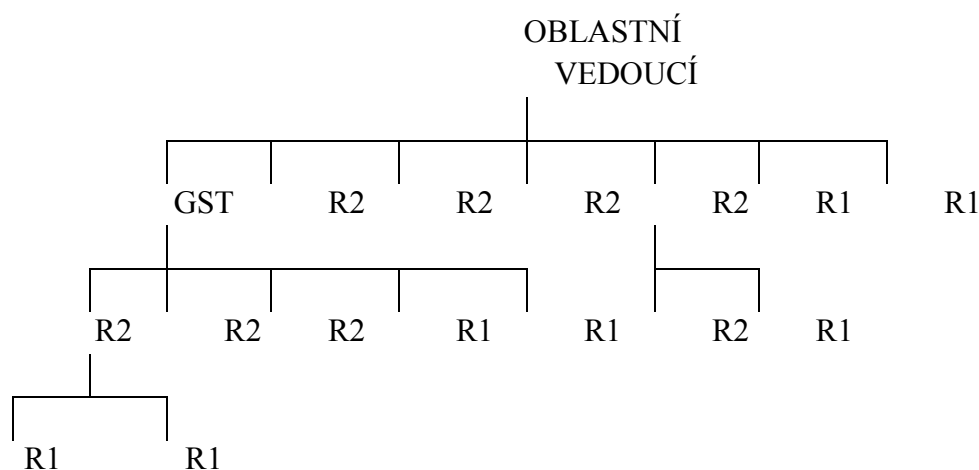 OBLASTNÍ
VEDOUCÍ
GST R2 R2 R2 R2 R1 R1
R2 R2 R2 R1 R1 R2 R1
R1 R1